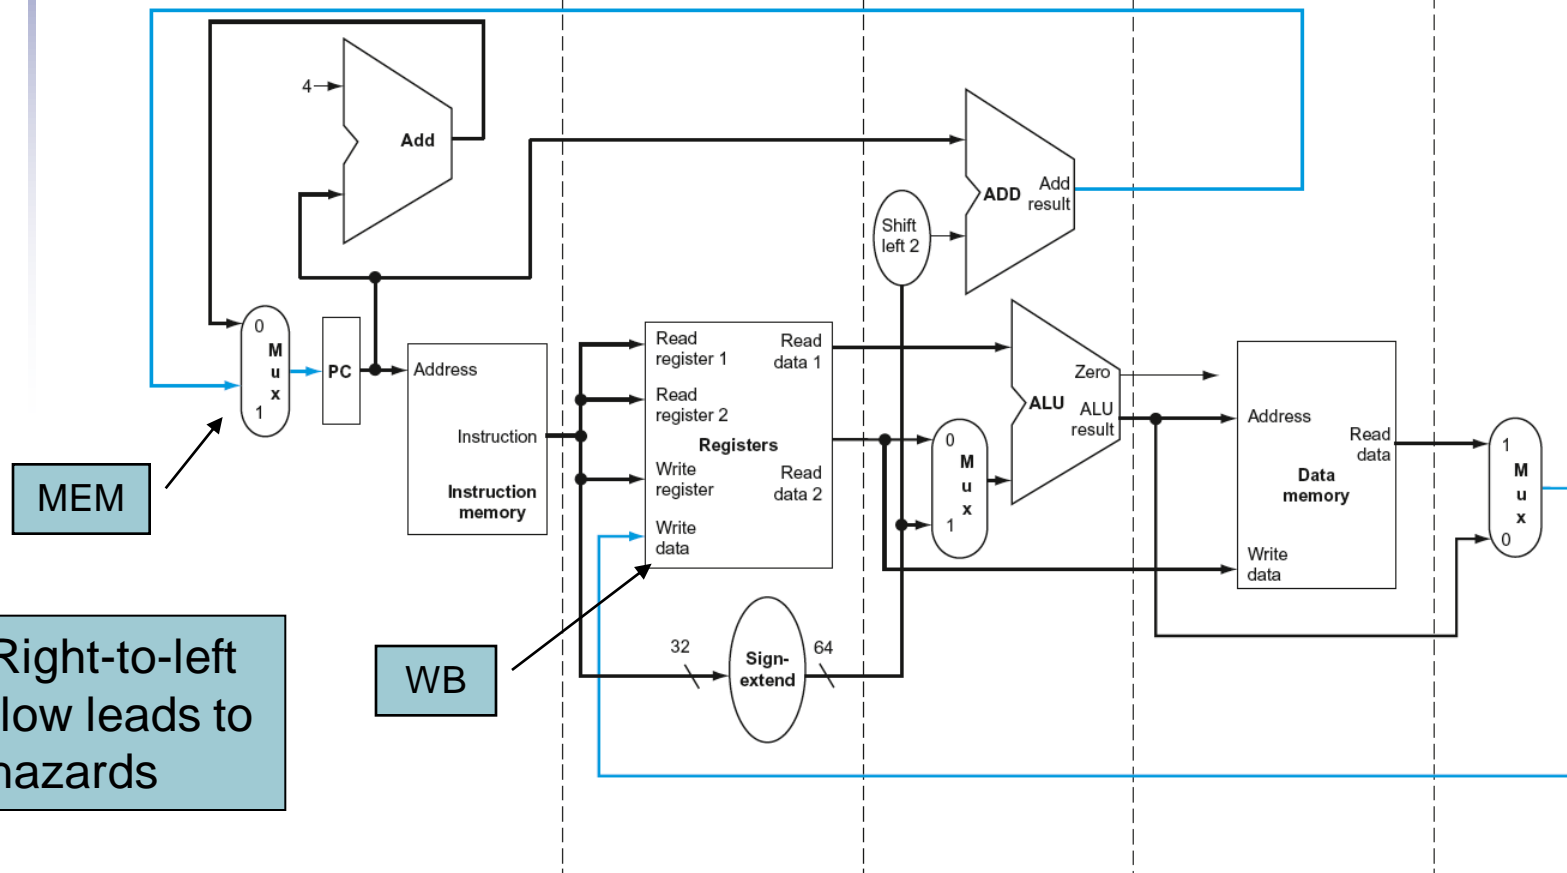 4
Add
ADD
Add
result
Shift
left 2
0
M
u
x
1
PC
Address
Instruction
Instruction
memory
Read
register 1
Read
data 1
Read
register 2
Registers
Write
register
Read
data 2
Write
data
0
M
u
x
1
Zero
ALU
ALU
result
Address
Read
data
Data
memory
Write
data
1
M
u
x
0
MEM
WB
32
Sign-
extend
64
Right-to-left
low leads to
hazards